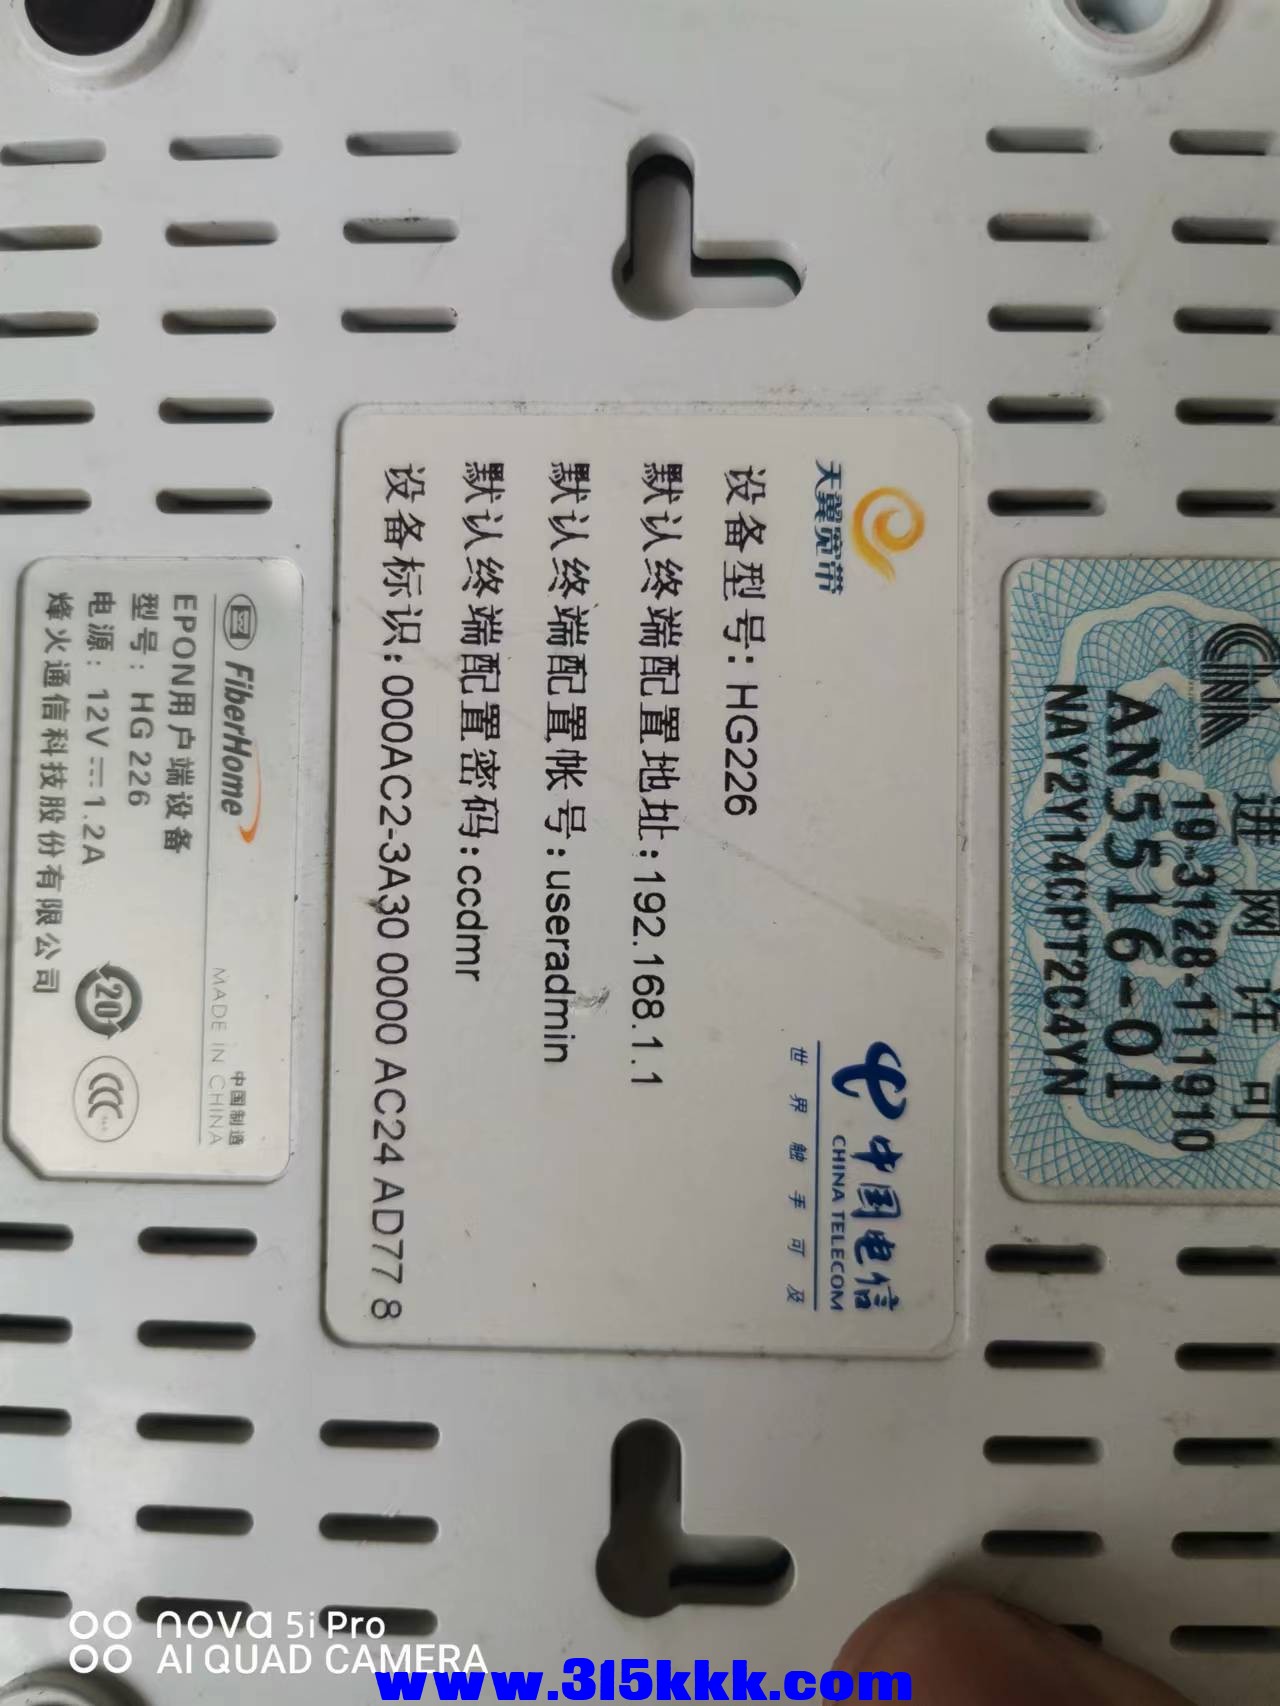 进网许可
19-3128-111910
AN5516-01
NAY2Y14CPT2C4YN
天翼宽带
中国电信
CHINA TELECOM
世界触手可及
设备型号:HG226
默认终端配置地址:192.168.1.1
默认终端配置帐号:useradmin
默认终端配置密码:ccdmr
设备标识:000AC2-3A30 0000 AC24 AD77 8
FiberHome
中国制造
MADE IN CHINA
EPON用户端设备
型号:HG 226
电源:12V⎓1.2A
烽火通信科技股份有限公司
20
nova 5i Pro
AI QUAD CAMERA
www.315kkk.com